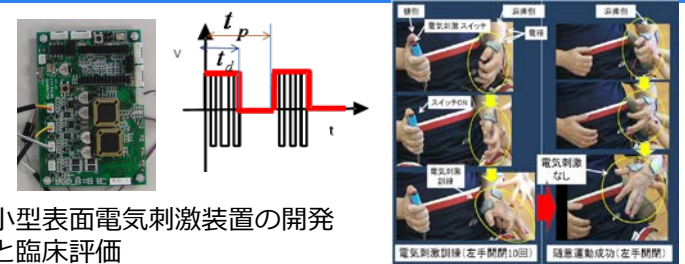 t
p
v
t d
t
小型表面電気刺激装置の開発
と臨床評価
健側
麻痺側
電気刺激スイッチ
電極
スイッチON
電気刺激
訓練
電気刺激訓練(左手開閉10回)
麻痺側
電気刺激
なし
随意運動成功(左手開閉)